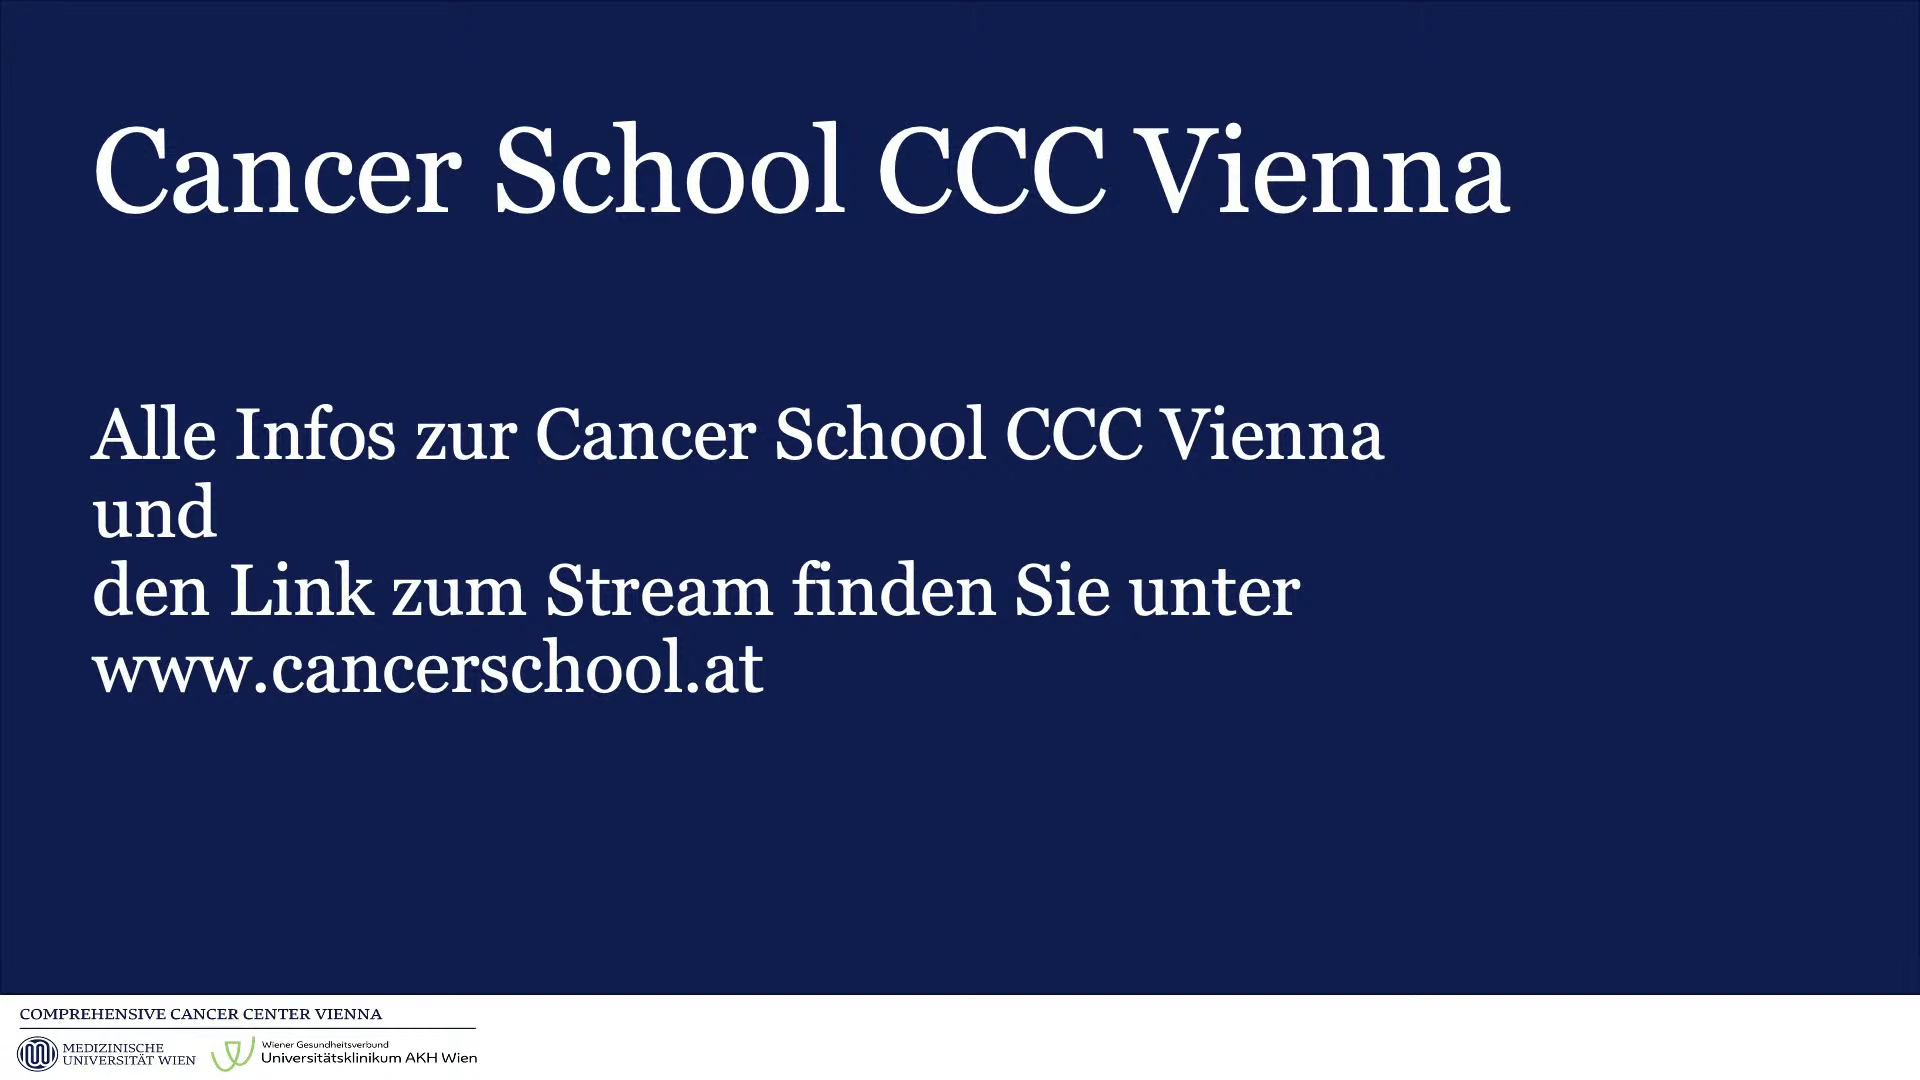 Cancer School CCC Vienna
Alle Infos zur Cancer School CCC Vienna
und
den Link zum Stream finden Sie unter
www.cancerschool.at
COMPREHENSIVE CANCER CENTER VIENNA
MEDIZINISCHE
UNIVERSITÄT WIEN
Wiener Gesundheitsverbund
Universitätsklinikum AKH Wien